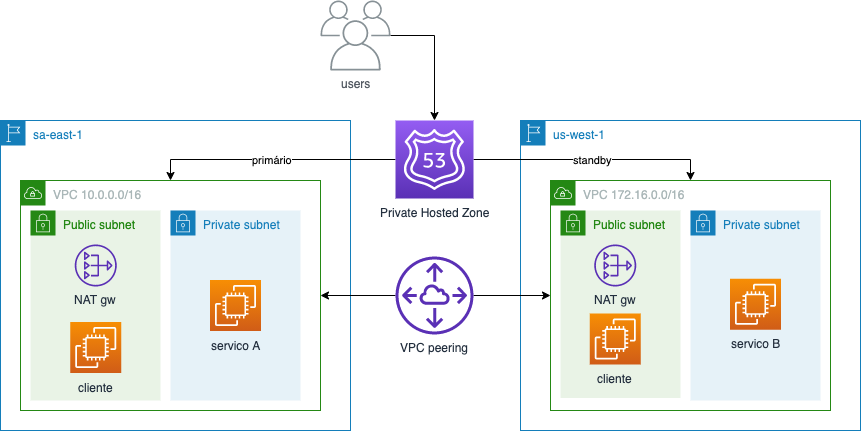 users
sa-east-1
us-west-1
53
primário
standby
VPC 10.0.0.0/16
VPC 172.16.0.0/16
Private Hosted Zone
Public subnet
Private subnet
Public subnet
Private subnet
NAT gw
NAT gw
servico A
VPC peering
servico B
cliente
cliente